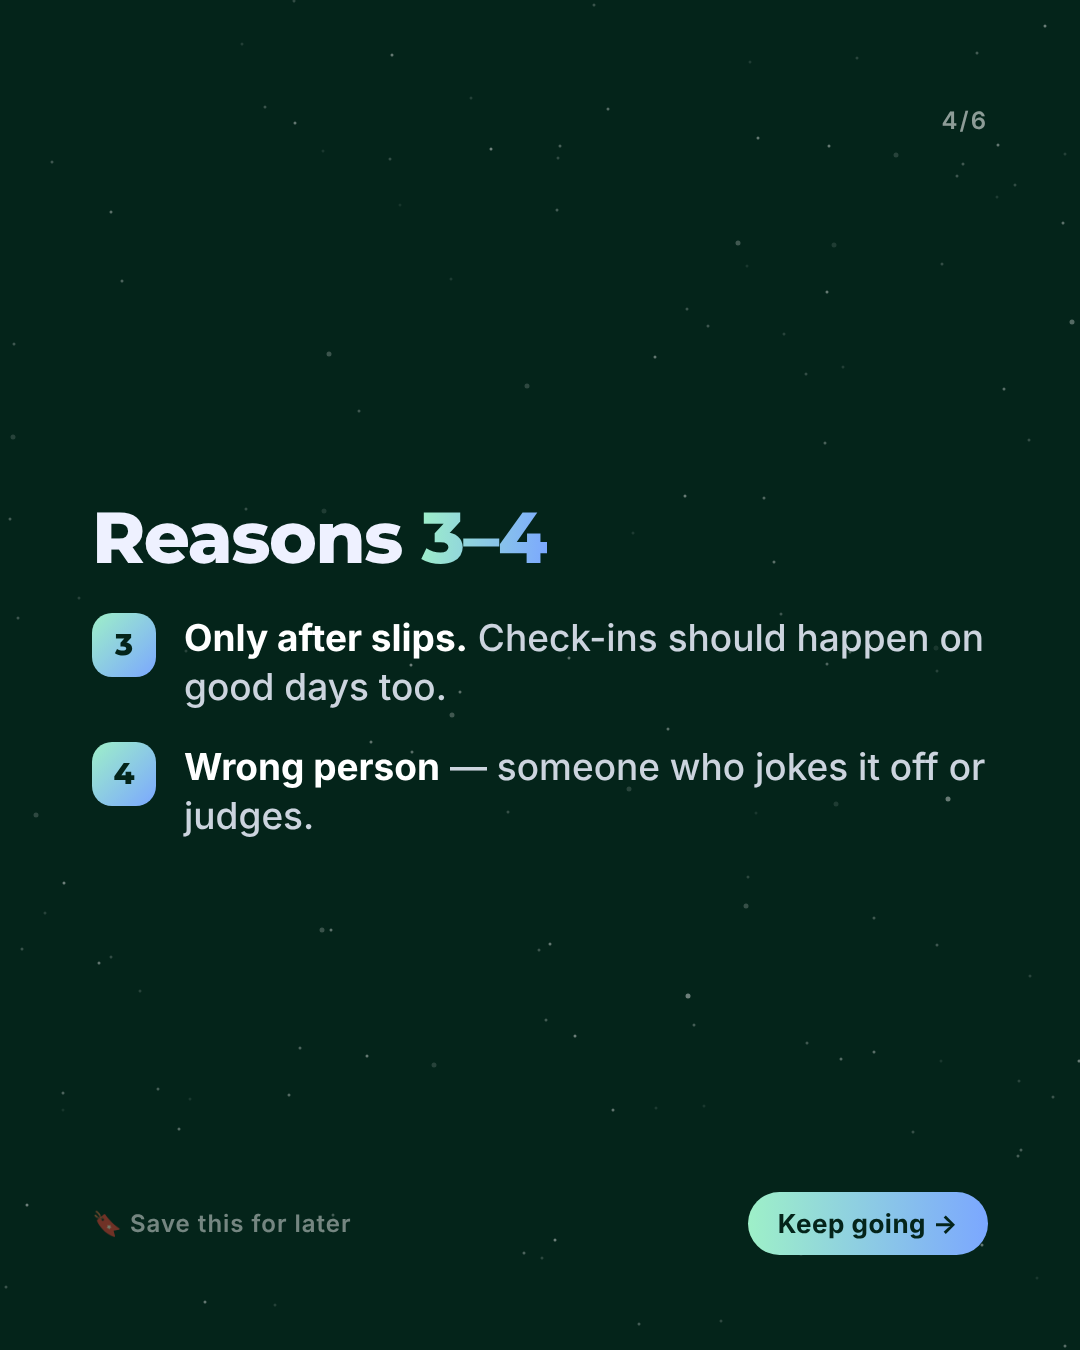 4/6
Reasons 3–4
3
Only after slips. Check-ins should happen on
good days too.
4
Wrong person — someone who jokes it off or
judges.
🔖 Save this for later
Keep going →